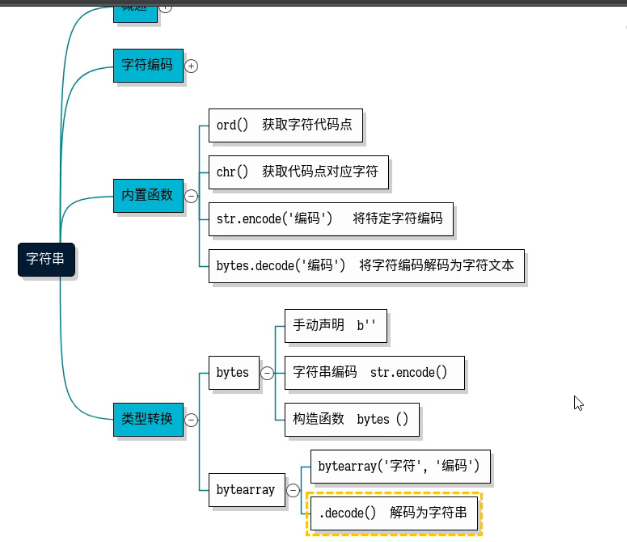 概述
字符编码
内置函数
ord() 获取字符代码点
chr() 获取代码点对应字符
str.encode('编码') 将特定字符编码
bytes.decode('编码') 将字符编码解码为字符文本
字符串
类型转换
bytes
手动声明 b''
字符串编码 str.encode()
构造函数 bytes ()
bytearray
bytearray('字符', '编码')
.decode() 解码为字符串